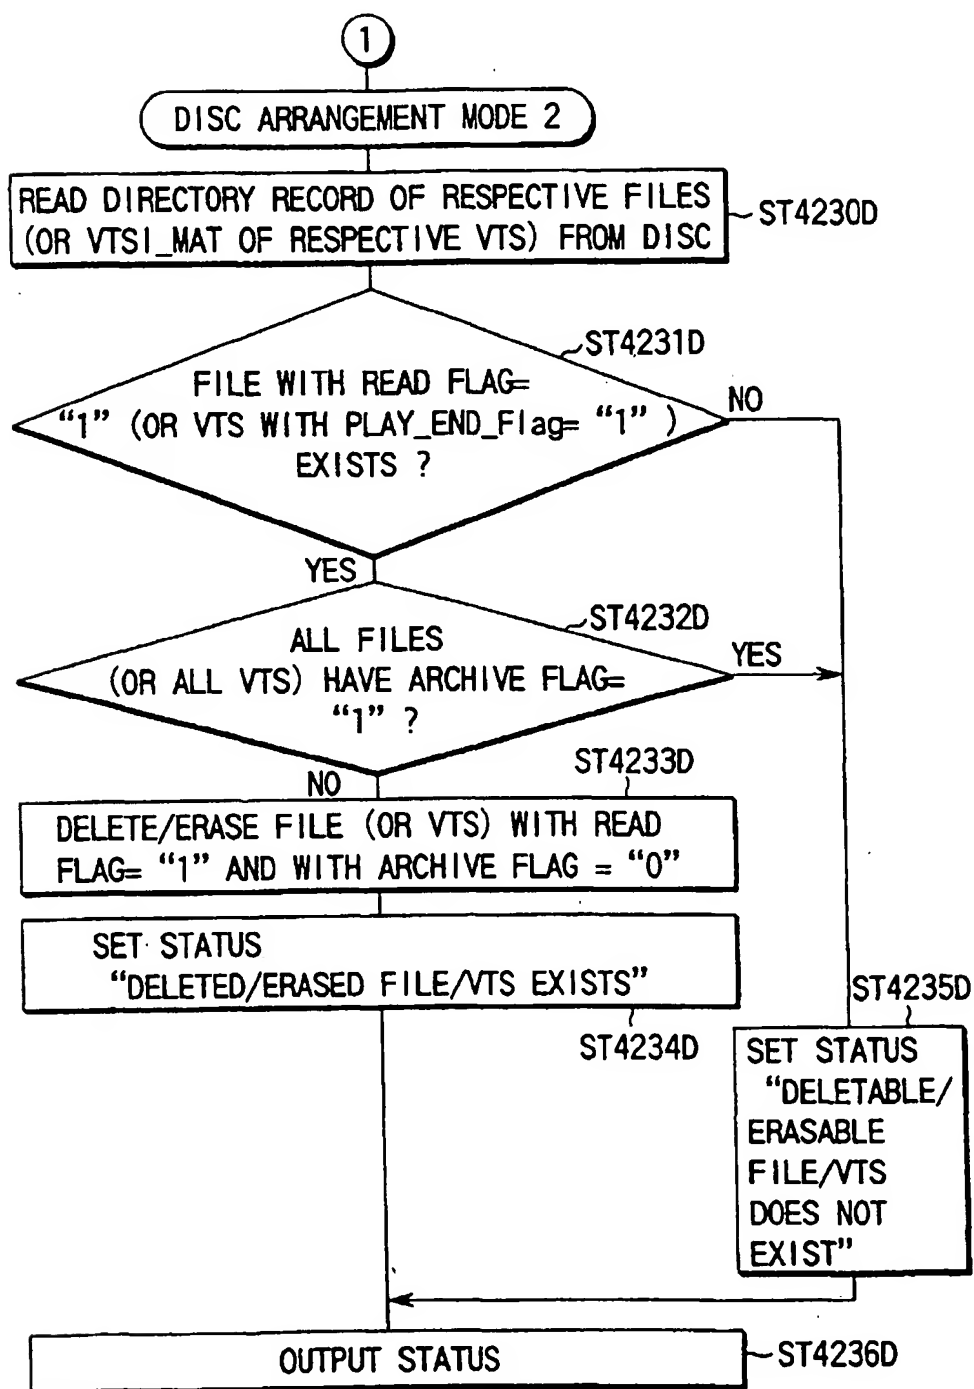 1
DISC ARRANGEMENT MODE 2
READ DIRECTORY RECORD OF RESPECTIVE FILES
(OR VTSI_MAT OF RESPECTIVE VTS) FROM DISC
ST4230D
ST4231D
FILE WITH READ FLAG=
“1” (OR VTS WITH PLAY_END_Flag= “1” )
EXISTS ?
NO
YES
ST4232D
ALL FILES
(OR ALL VTS) HAVE ARCHIVE FLAG=
“1” ?
YES
NO
ST4233D
DELETE/ERASE FILE (OR VTS) WITH READ
FLAG= “1” AND WITH ARCHIVE FLAG = “0”
SET STATUS
“DELETED/ERASED FILE/VTS EXISTS”
ST4234D
ST4235D
SET STATUS
“DELETABLE/
ERASABLE
FILE/VTS
DOES NOT
EXIST”
OUTPUT STATUS
ST4236D